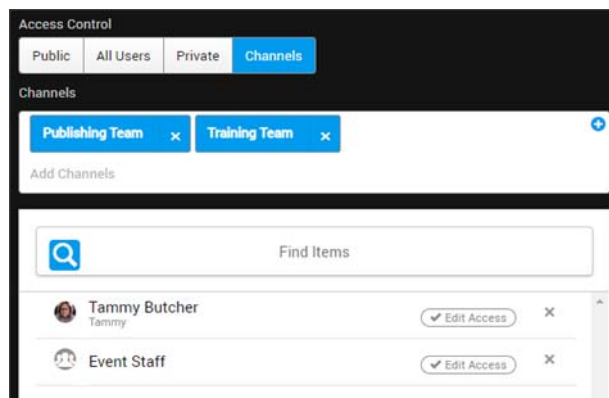 Access Control
Public All Users Private Channels
Channels
Publishing Team × Training Team ×
Add Channels
Find Items
Tammy Butcher
Tammy
✔ Edit Access ×
Event Staff
✔ Edit Access ×